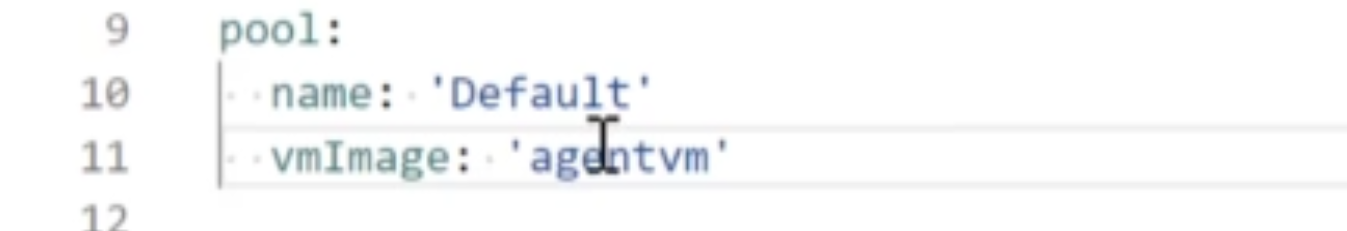 9 pool:
10 name: 'Default'
11 vmImage: 'agentvm'
12